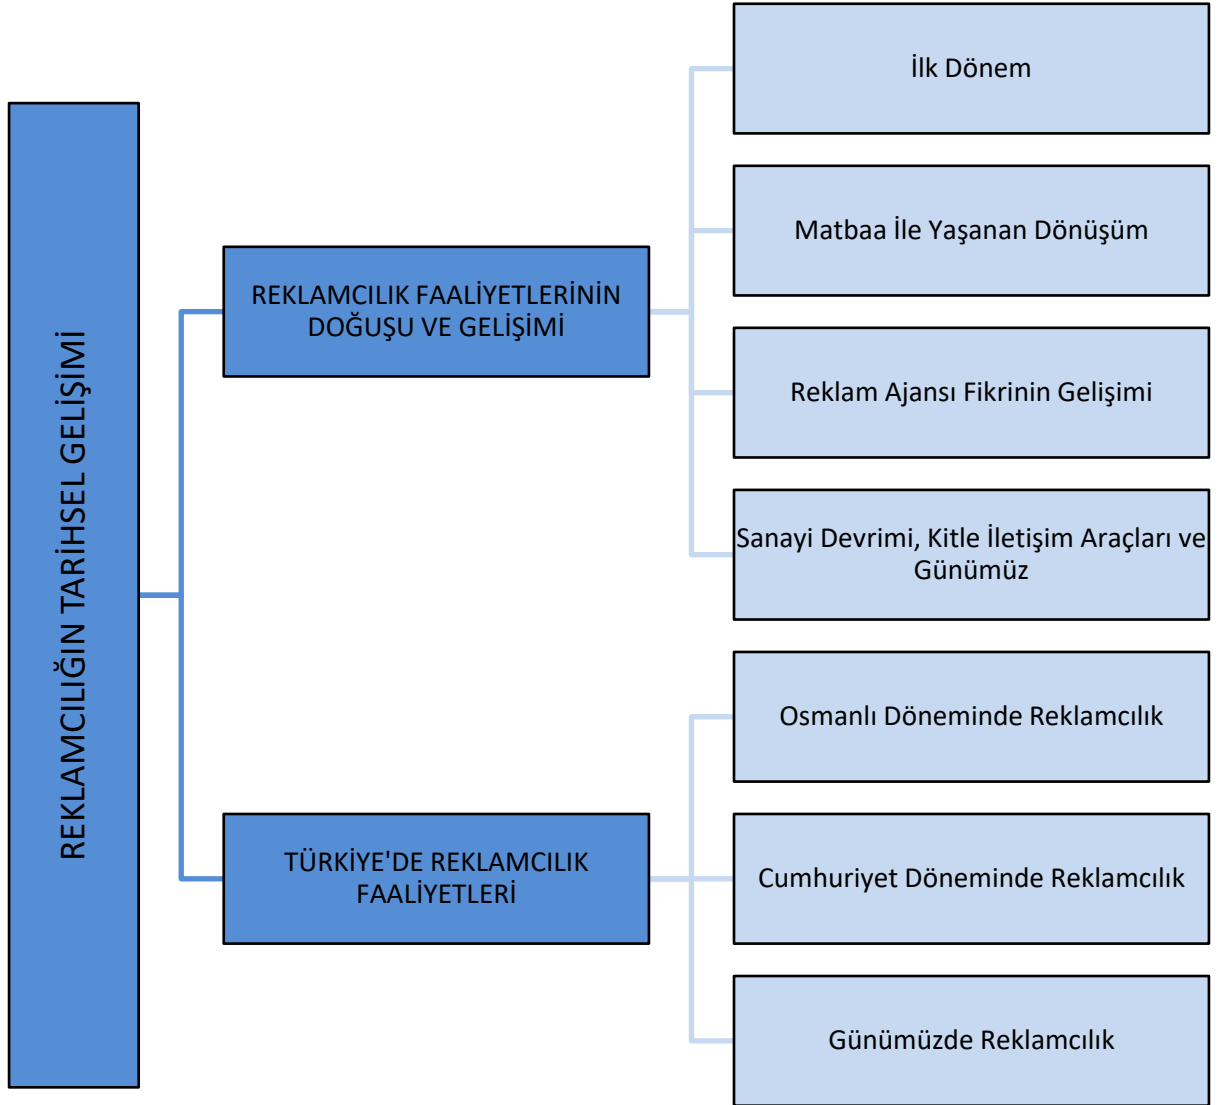 REKLAMCILIĞIN TARİHSEL GELİŞİMİ
REKLAMCILIK FAALİYETLERİNİN
DOĞUŞU VE GELİŞİMİ
İlk Dönem
Matbaa İle Yaşanan Dönüşüm
Reklam Ajansı Fikrinin Gelişimi
Sanayi Devrimi, Kitle İletişim Araçları ve
Günümüz
TÜRKİYE'DE REKLAMCILIK
FAALİYETLERİ
Osmanlı Döneminde Reklamcılık
Cumhuriyet Döneminde Reklamcılık
Günümüzde Reklamcılık